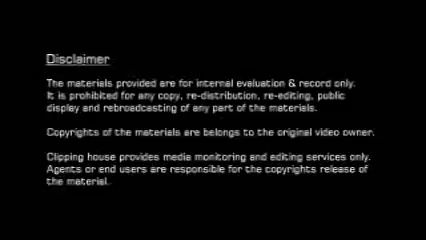 Disclaimer
The materials provided are for internal evaluation & record only.
It is prohibited for any copy, re-distribution, re-editing, public
display and rebroadcasting of any part of the materials.
Copyrights of the materials are belongs to the original video owner.
Clipping house provides media monitoring and editing services only.
Agents or end users are responsible for the copyrights release of
the material.